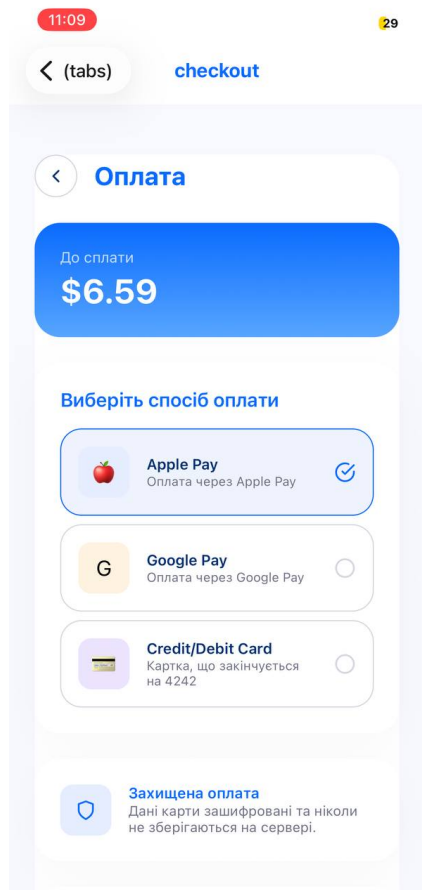 11:09
29
(tabs)
checkout
Оплата
До сплати
$6.59
Виберіть спосіб оплати
Apple Pay
Оплата через Apple Pay
G
Google Pay
Оплата через Google Pay
Credit/Debit Card
Картка, що закінчується
на 4242
Захищена оплата
Дані карти зашифровані та ніколи
не зберігаються на сервері.